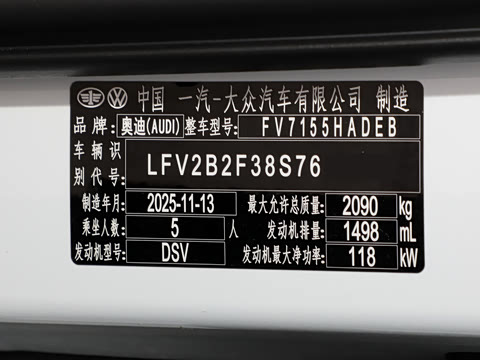 中国 一汽-大众汽车有限公司 制造
品牌: 奥迪(AUDI) 整车型号: FV7155HADEB
车辆识别代号: LFV2B2F38S76
制造年月: 2025-11-13 最大允许总质量: 2090 kg
乘坐人数: 5 人 发动机排量: 1498 mL
发动机型号: DSV 发动机最大净功率: 118 kW